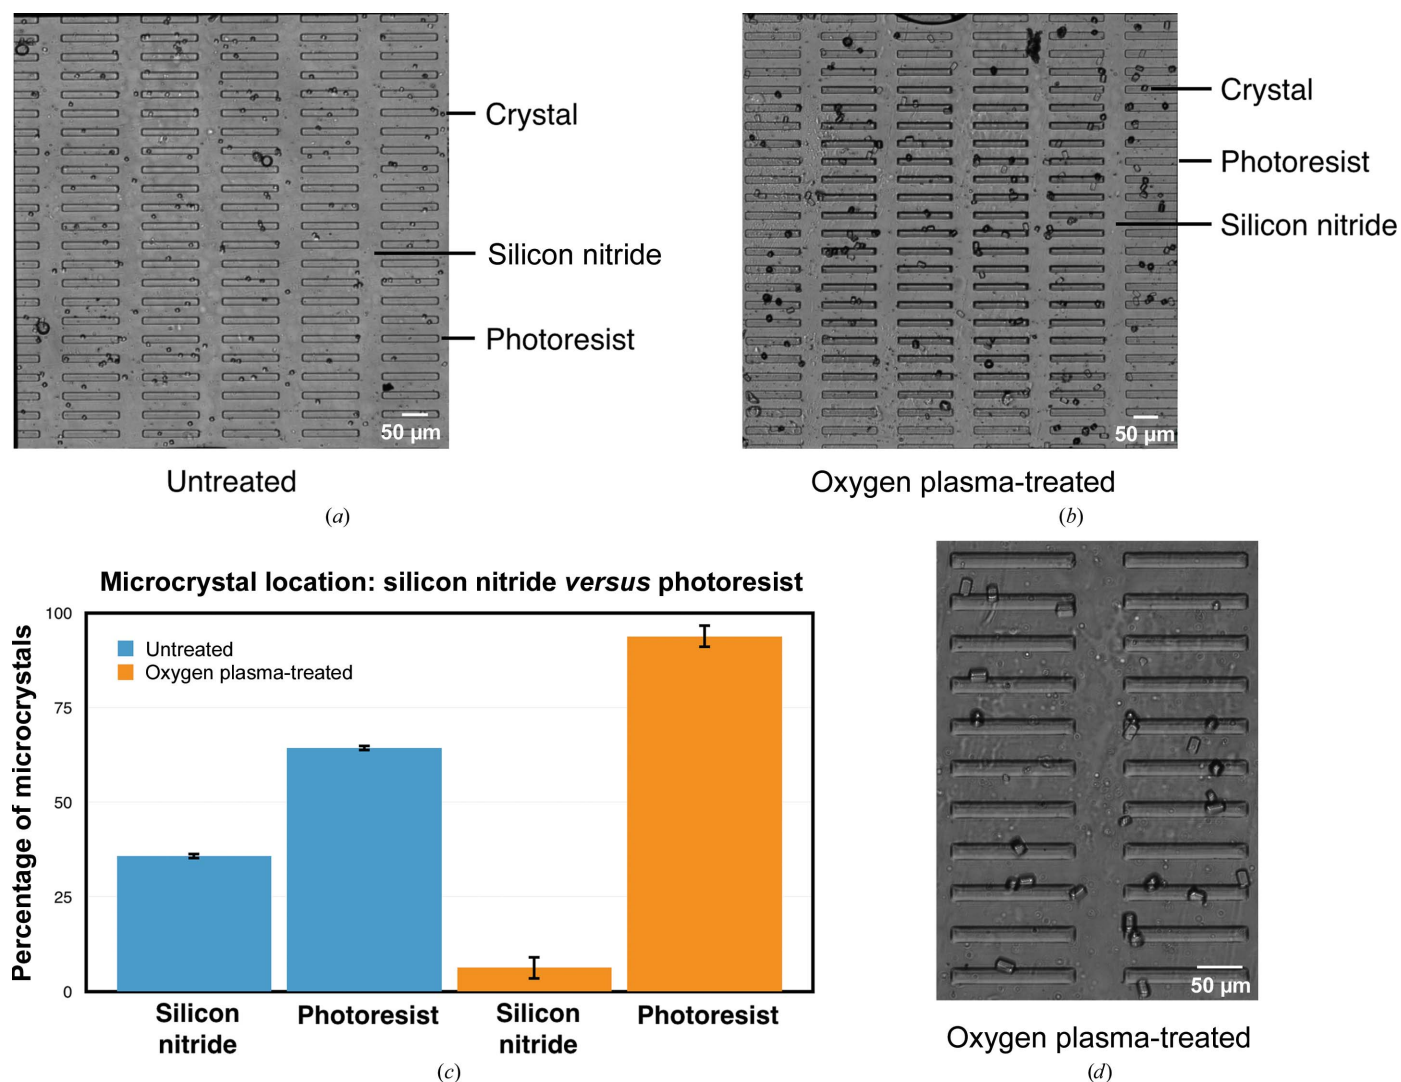 Crystal
Silicon nitride
Photoresist
50 μm
Untreated
(a)
Crystal
Photoresist
Silicon nitride
50 μm
Oxygen plasma-treated
(b)
Microcrystal location: silicon nitride versus photoresist
Percentage of microcrystals
100
75
50
25
0
Untreated
Oxygen plasma-treated
Silicon
nitride
Photoresist
Silicon
nitride
Photoresist
(c)
50 μm
Oxygen plasma-treated
(d)